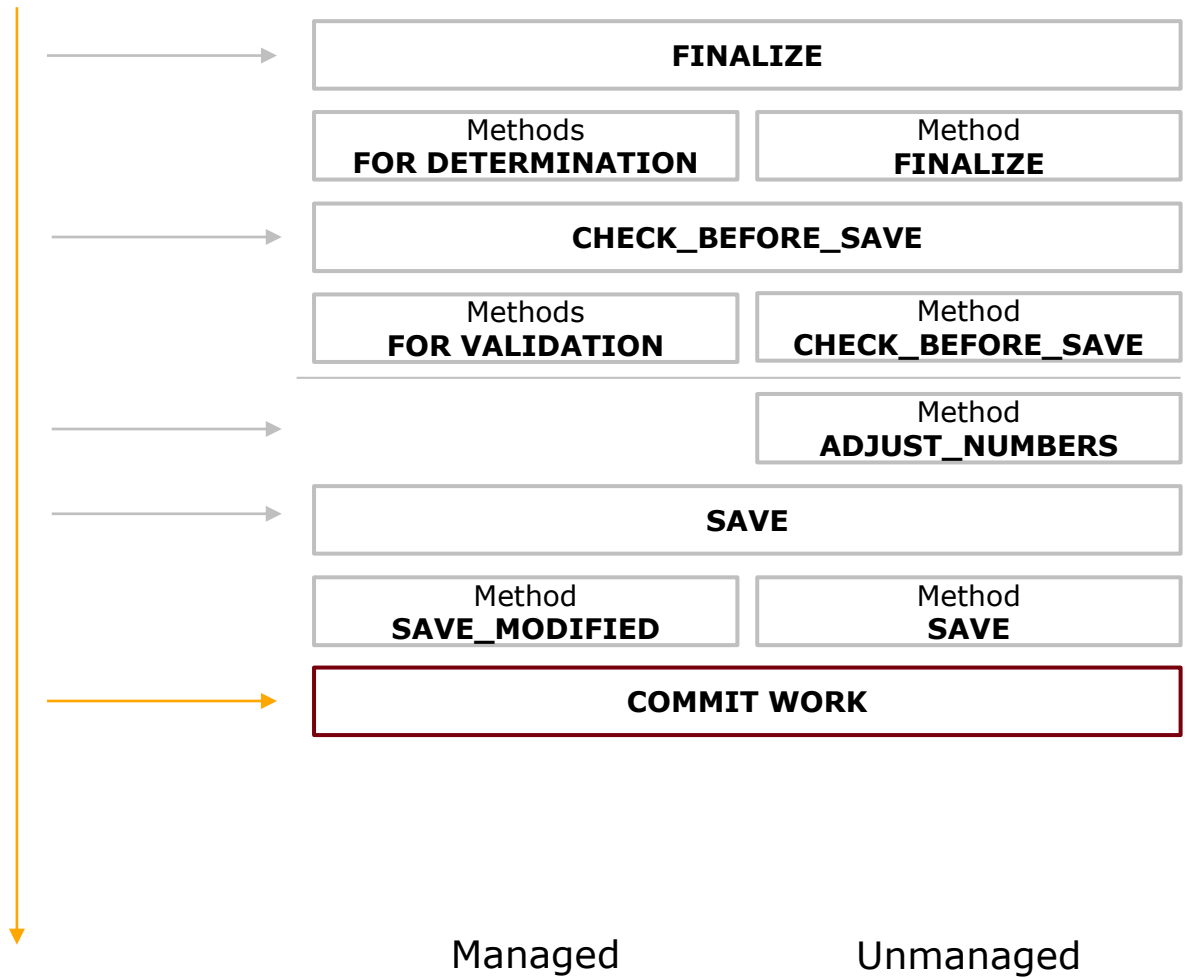 FINALIZE
Methods
FOR DETERMINATION
Method
FINALIZE
CHECK_BEFORE_SAVE
Methods
FOR VALIDATION
Method
CHECK_BEFORE_SAVE
Method
ADJUST_NUMBERS
SAVE
Method
SAVE_MODIFIED
Method
SAVE
COMMIT WORK
Managed
Unmanaged